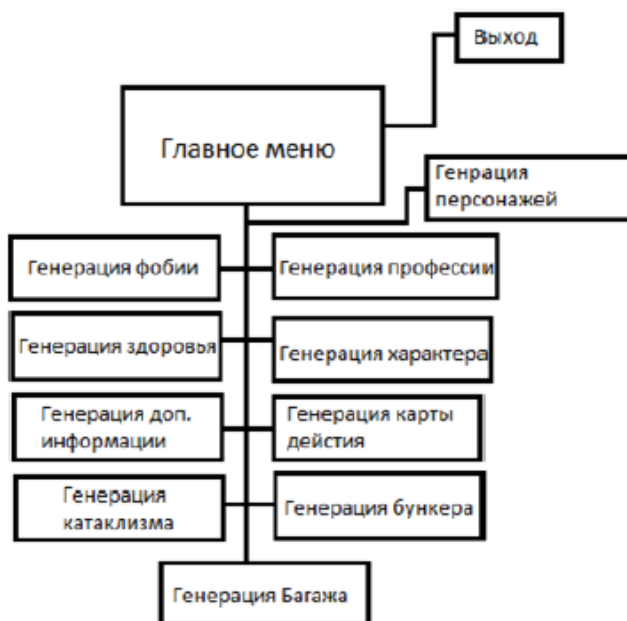 Выход
Главное меню
Генрация
персонажей
Генерация фобии
Генерация профессии
Генерация здоровья
Генерация характера
Генерация доп.
информации
Генерация карты
дейстия
Генерация
катаклизма
Генерация бункера
Генерация Багажа